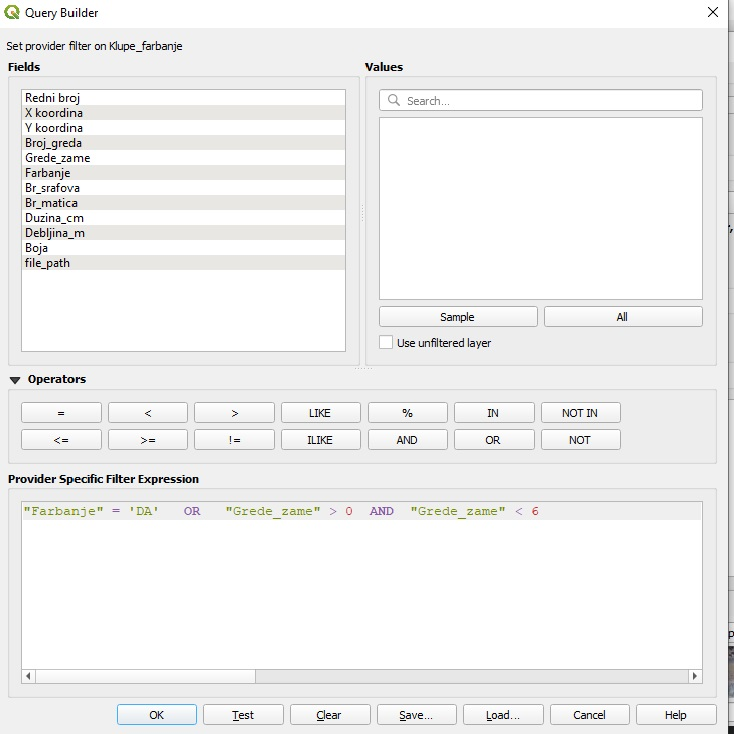 Query Builder
Set provider filter on Klupe_farbanje
Fields
Values
Redni broj
X koordina
Y koordina
Broj_greda
Grede_zame
Farbanje
Br_srafova
Br_matica
Duzina_cm
Debljina_m
Boja
file_path
Search...
Sample
All
Use unfiltered layer
Operators
= < > LIKE % IN NOT IN
<= >= != ILIKE AND OR NOT
Provider Specific Filter Expression
"Farbanje" = 'DA' OR "Grede_zame" > 0 AND "Grede_zame" < 6
OK Test Clear Save... Load... Cancel Help